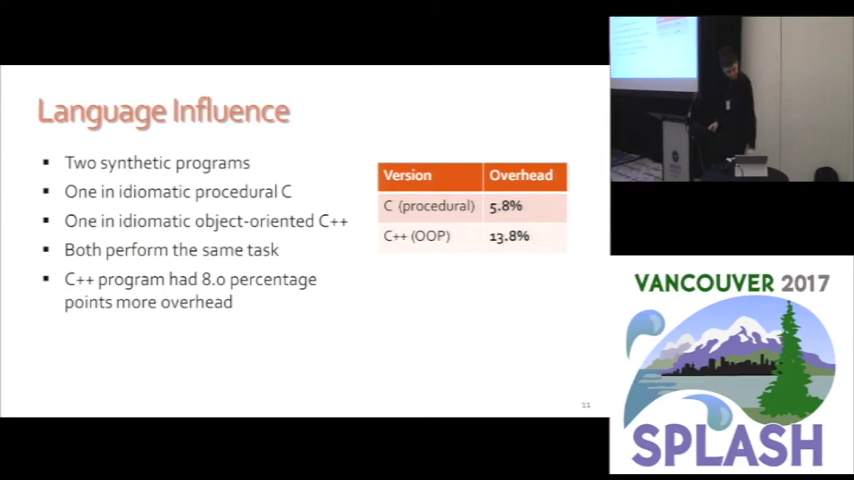 Language Influence
▪ Two synthetic programs
▪ One in idiomatic procedural C
▪ One in idiomatic object-oriented C++
▪ Both perform the same task
▪ C++ program had 8.0 percentage
points more overhead
Version Overhead
C (procedural) 5.8%
C++ (OOP) 13.8%
11
VANCOUVER 2017
SPLASH